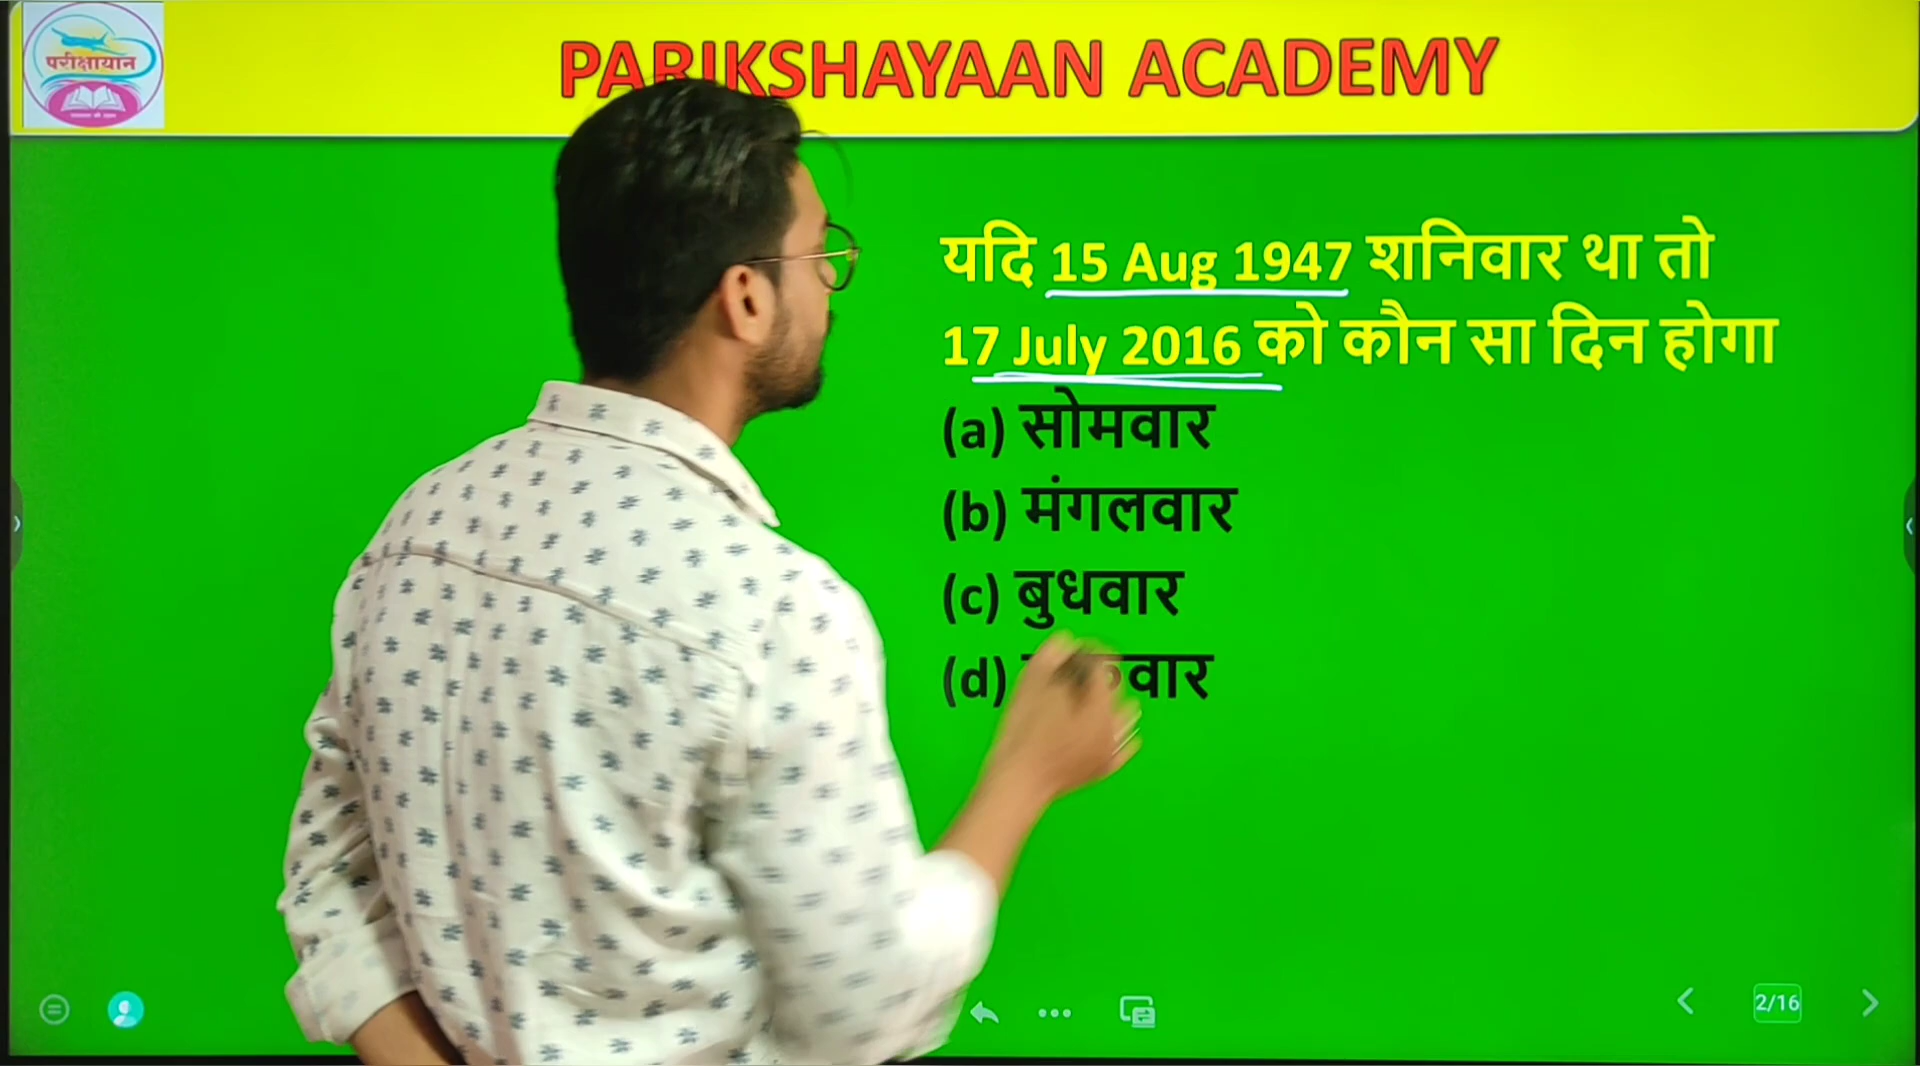 परीक्षायान
PARIKSHAYAAN ACADEMY
यदि 15 Aug 1947 शनिवार था तो
17 July 2016 को कौन सा दिन होगा
(a) सोमवार
(b) मंगलवार
(c) बुधवार
(d)
2/16